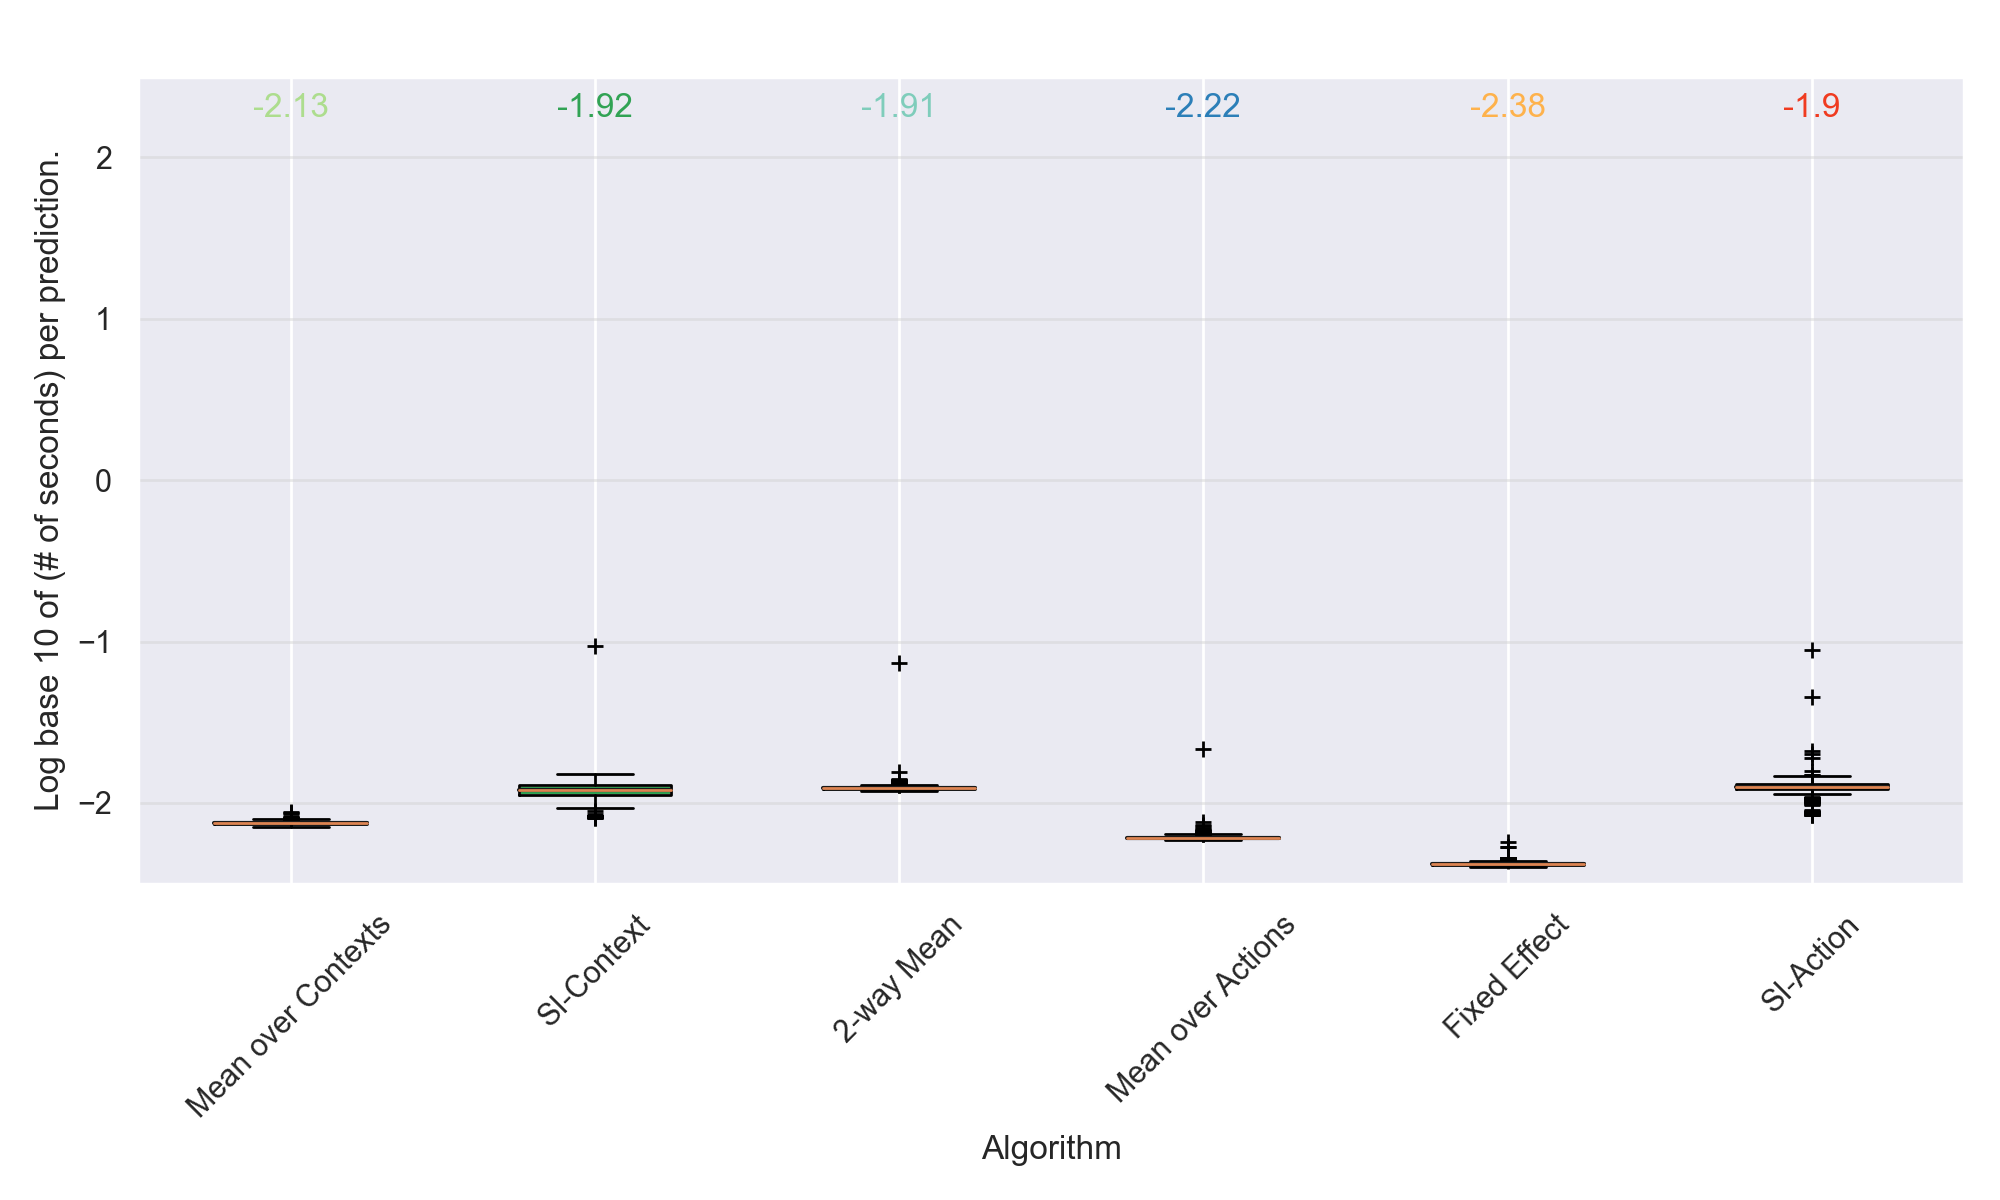 -2.13
-1.92
-1.91
-2.22
-2.38
-1.9
2
1
0
−1
−2
Log base 10 of (# of seconds) per prediction.
Mean over Contexts
SI-Context
2-way Mean
Mean over Actions
Fixed Effect
SI-Action
Algorithm